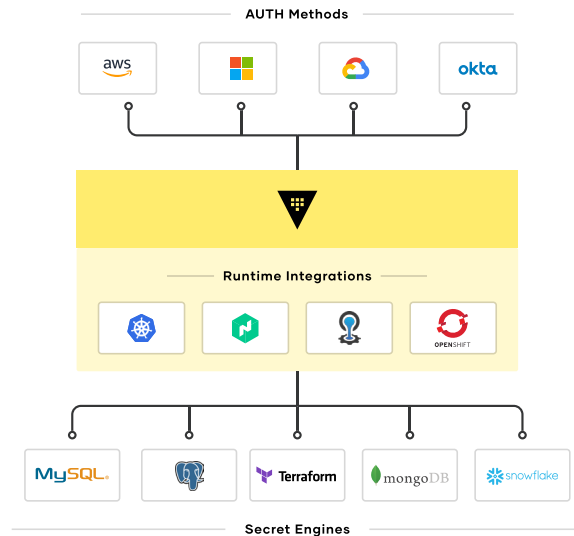 AUTH Methods
aws
okta
Runtime Integrations
OPENSHIFT
MySQL®
Terraform
mongoDB
snowflake
Secret Engines